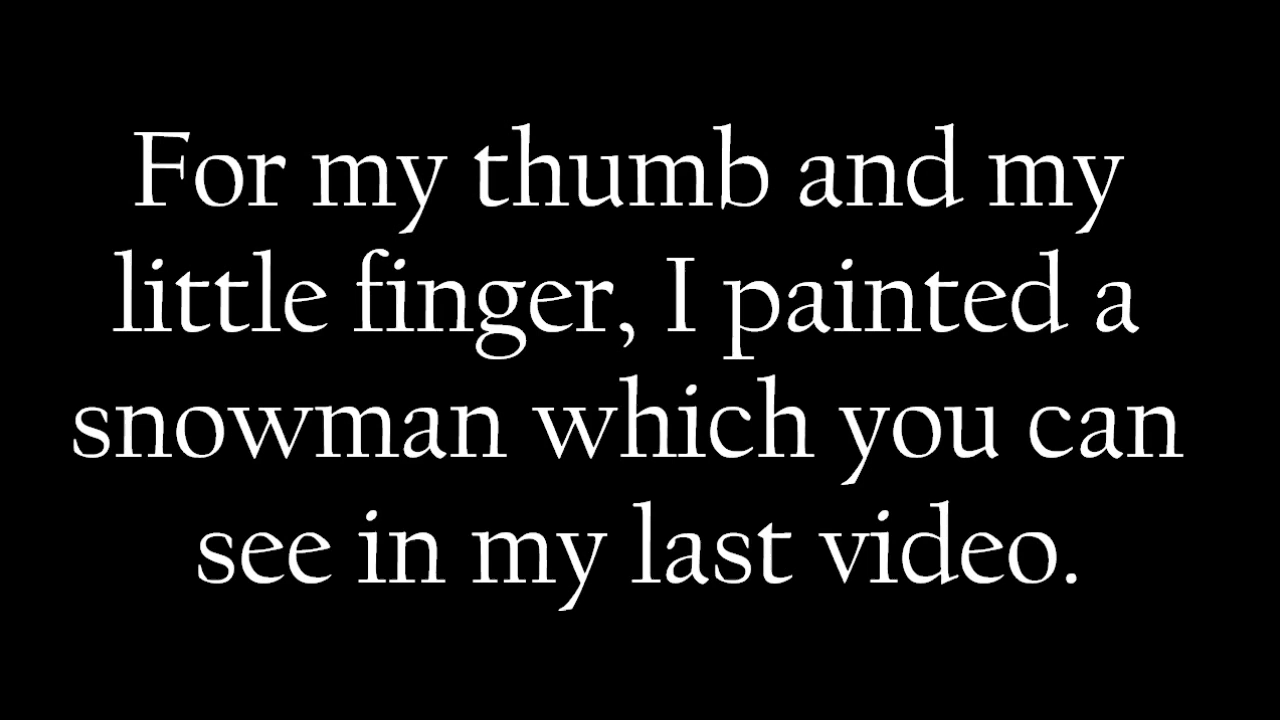 For my thumb and my
little finger, I painted a
snowman which you can
see in my last video.